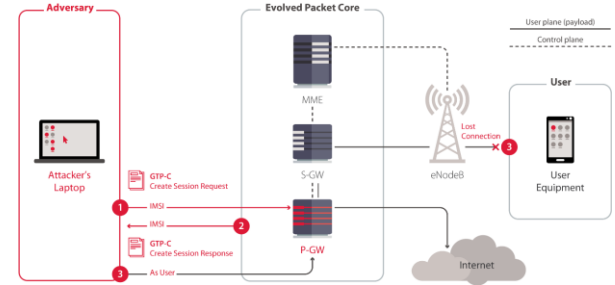 Adversary
Evolved Packet Core
User plane (payload)
Control plane
MME
User
Lost
Connection
3
Attacker's
Laptop
S-GW
eNodeB
User
Equipment
GTP-C
Create Session Request
1
IMSI
IMSI
2
GTP-C
Create Session Response
P-GW
3
As User
Internet